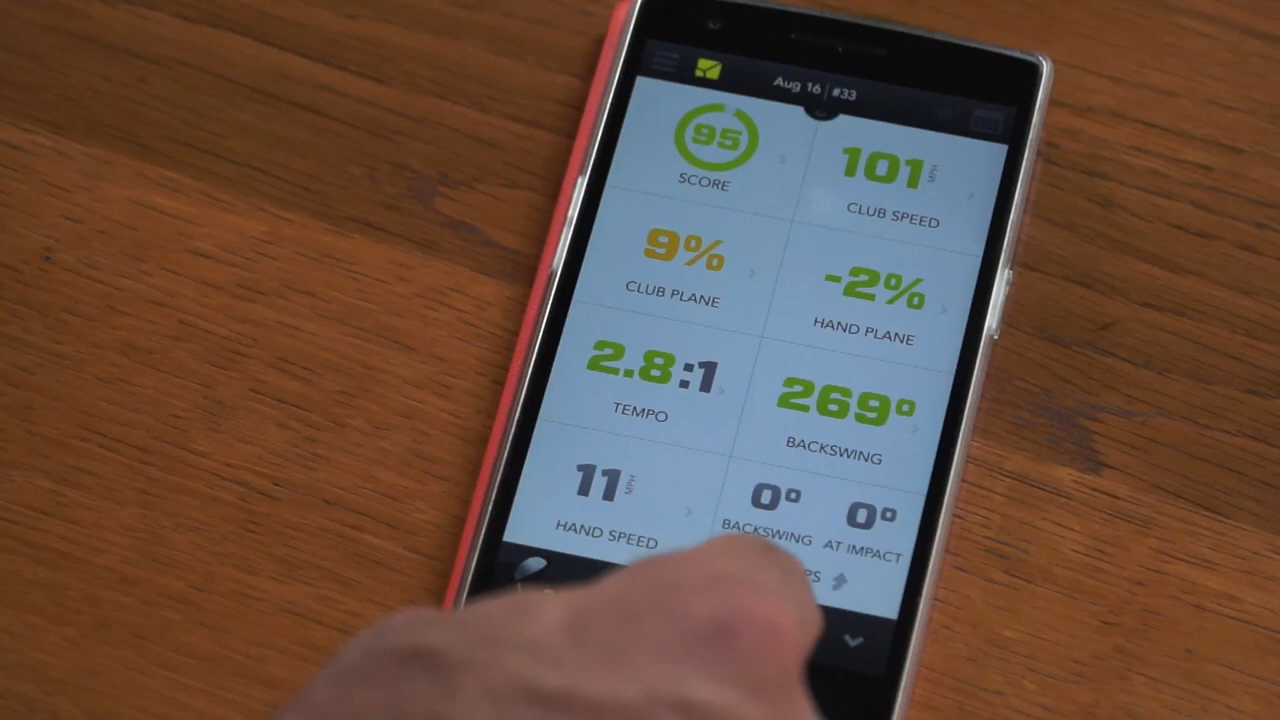 Aug 16 | #33
95
SCORE
101 MPH
CLUB SPEED
9%
CLUB PLANE
-2%
HAND PLANE
2.8:1
TEMPO
269°
BACKSWING
11 MPH
HAND SPEED
0°
BACKSWING
0°
AT IMPACT